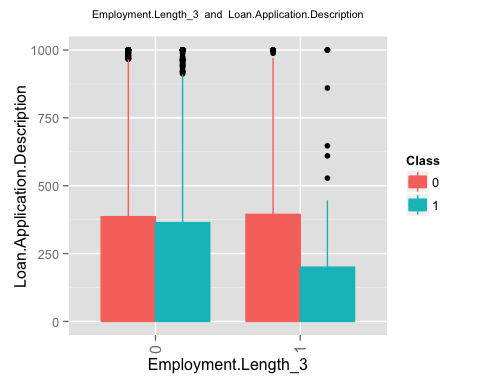 Employment.Length_3 and Loan.Application.Description
1000
750
500
250
0
Loan.Application.Description
0
1
Employment.Length_3
Class
0
1